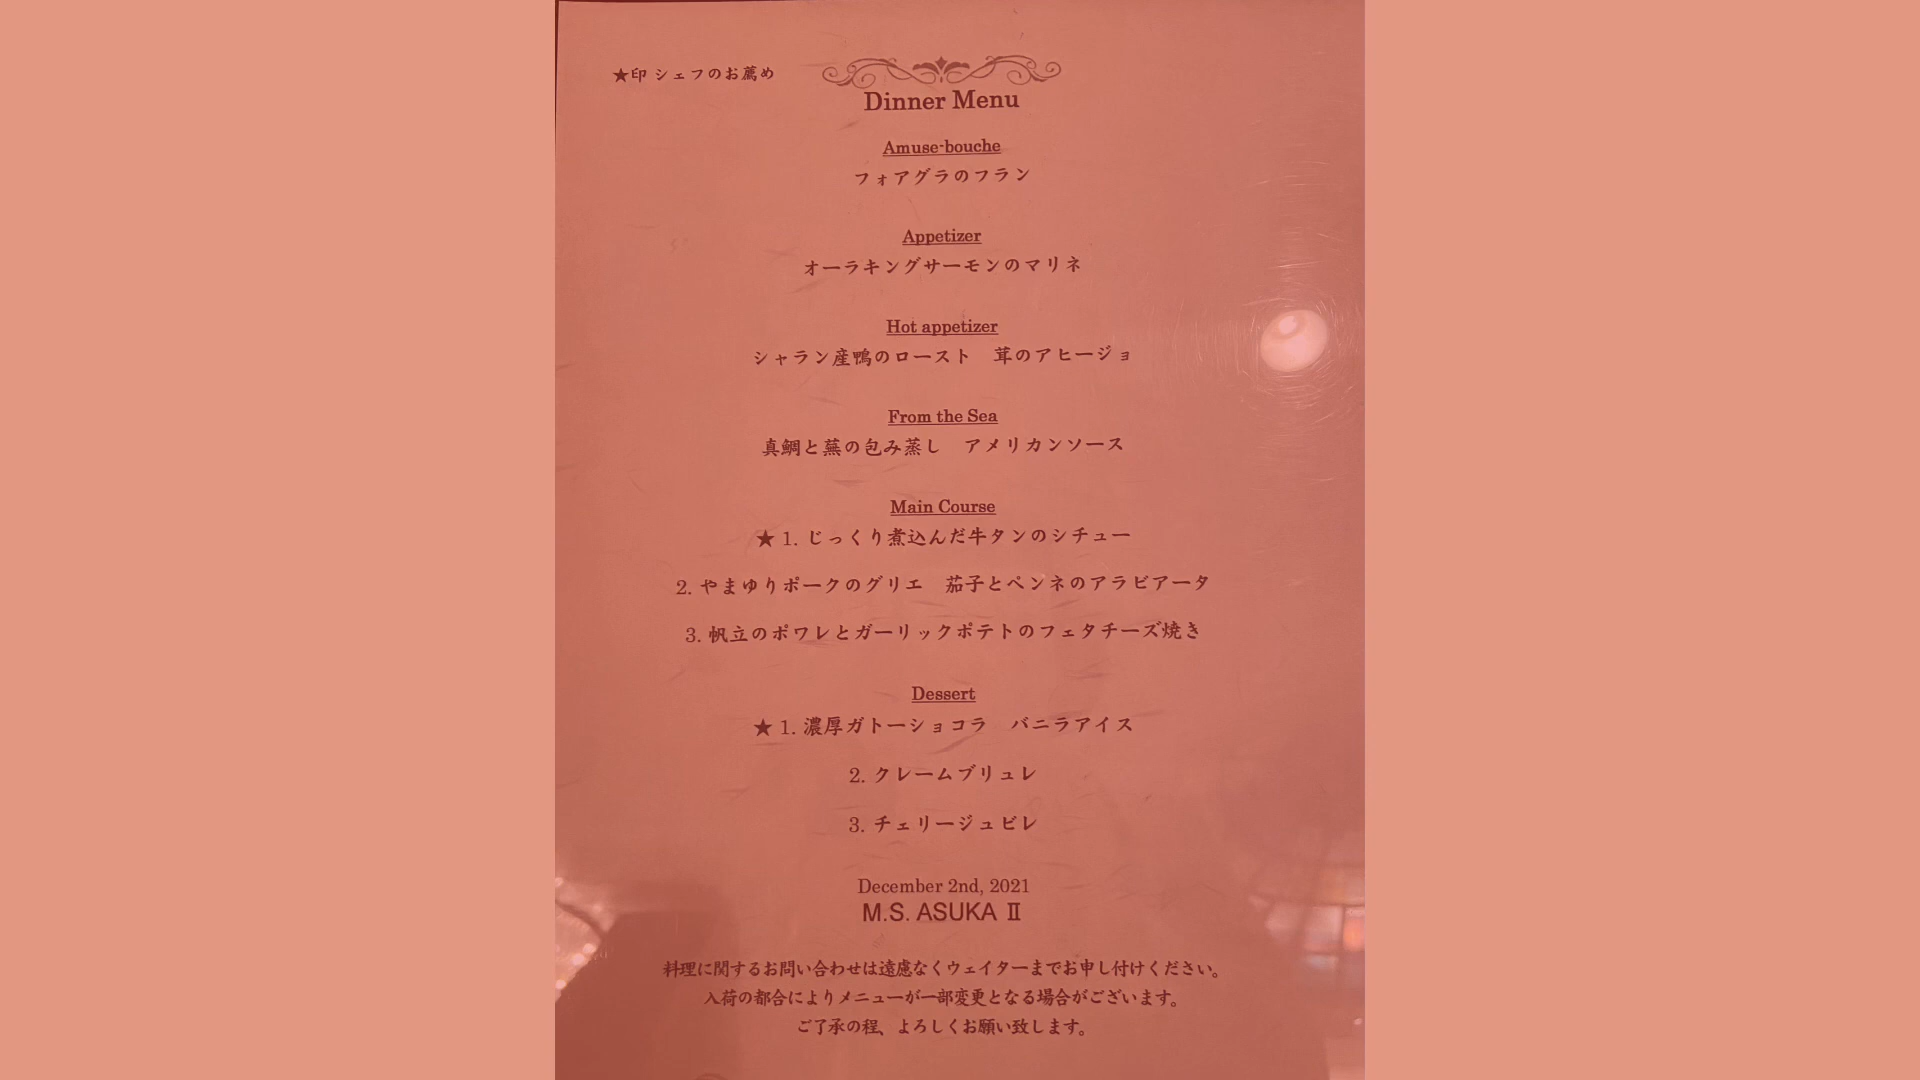 ★印 シェフのお薦め
Dinner Menu
Amuse-bouche
フォアグラのフラン
Appetizer
オーラキングサーモンのマリネ
Hot appetizer
シャラン産鴨のロースト　茸のアヒージョ
From the Sea
真鯛と蕪の包み蒸し　アメリカンソース
Main Course
★ 1. じっくり煮込んだ牛タンのシチュー
2. やまゆりポークのグリエ　茄子とペンネのアラビアータ
3. 帆立のポワレとガーリックポテトのフェタチーズ焼き
Dessert
★ 1. 濃厚ガトーショコラ　バニラアイス
2. クレームブリュレ
3. チェリージュビレ
December 2nd, 2021
M.S. ASUKA Ⅱ
料理に関するお問い合わせは遠慮なくウェイターまでお申し付けください。
入荷の都合によりメニューが一部変更となる場合がございます。
ご了承の程、よろしくお願い致します。